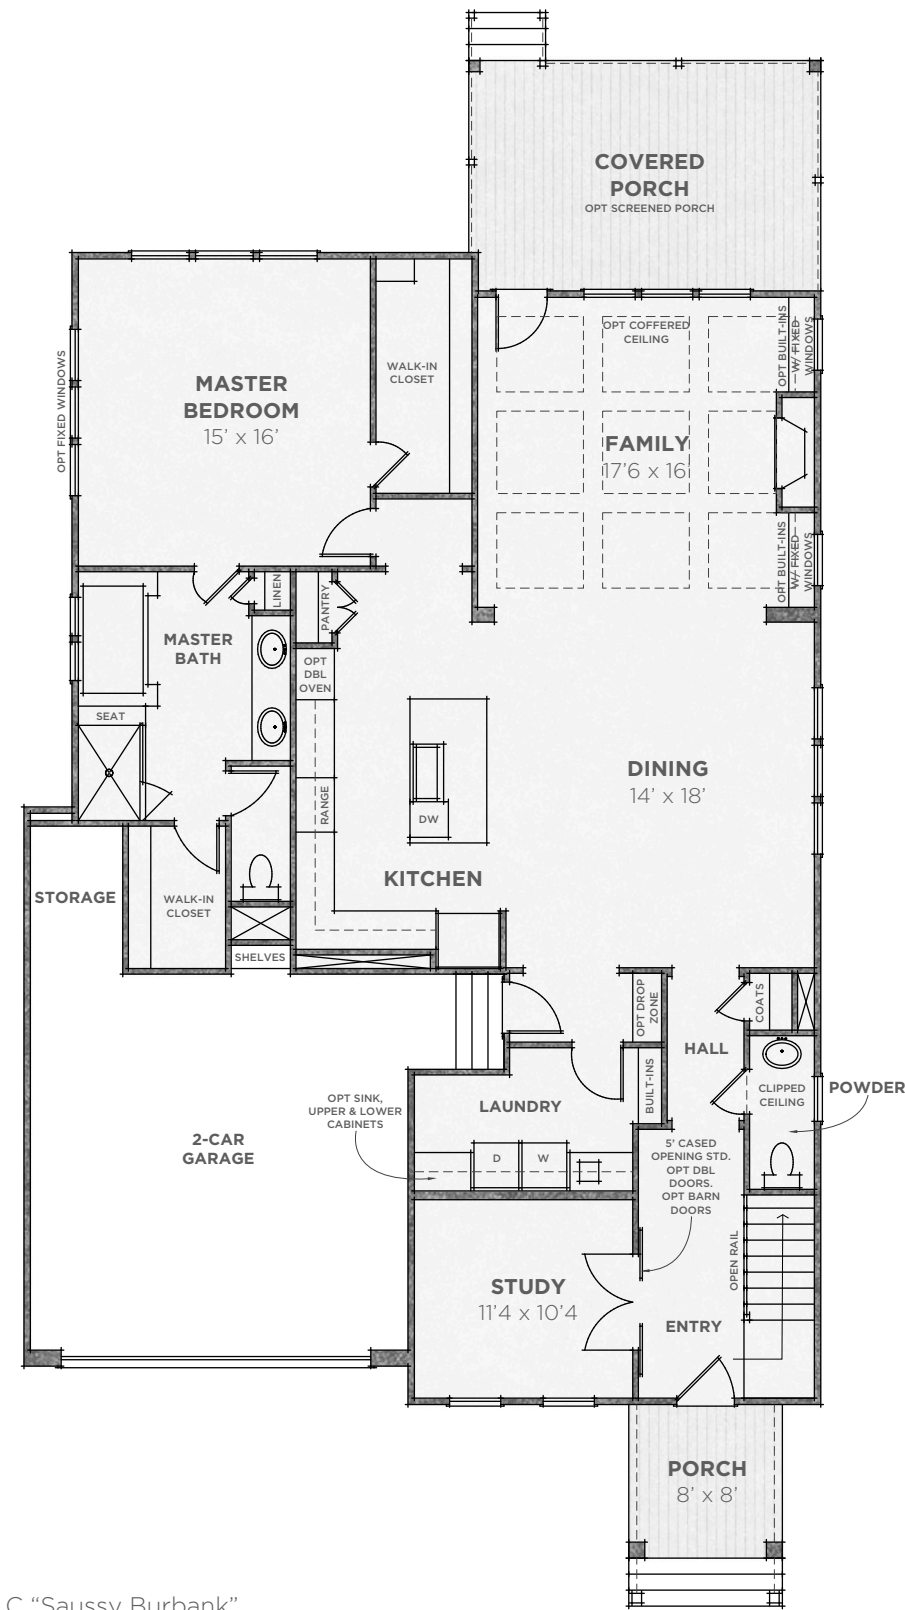 COVERED
PORCH
OPT SCREENED PORCH
OPT FIXED WINDOWS
MASTER
BEDROOM
15' x 16'
WALK-IN
CLOSET
OPT COFFERED
CEILING
OPT BUILT-INS
W/ FIXED
WINDOWS
FAMILY
17'6 x 16'
OPT BUILT-INS
W/ FIXED
WINDOWS
LINEN
PANTRY
MASTER
BATH
OPT
DBL
OVEN
SEAT
RANGE
DW
DINING
14' x 18'
KITCHEN
STORAGE
WALK-IN
CLOSET
SHELVES
OPT DROP
ZONE
COATS
HALL
BUILT-INS
CLIPPED
CEILING
POWDER
LAUNDRY
OPT SINK,
UPPER & LOWER
CABINETS
D
W
2-CAR
GARAGE
5' CASED
OPENING STD.
OPT DBL
DOORS.
OPT BARN
DOORS
OPEN RAIL
STUDY
11'4 x 10'4
ENTRY
PORCH
8' x 8'
C "Saussy Burbank"